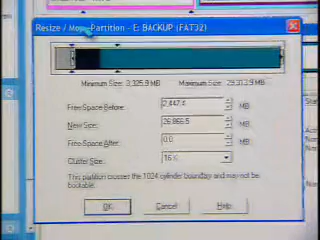 Resize / Move Partition - E: BACKUP (FAT32)
Minimum Size: 3,325.9 MB Maximum Size: 29,313.9 MB
Free Space Before: 2,447.4 MB
New Size: 26,866.5 MB
Free Space After: 0.0 MB
Cluster Size: 16 K
This partition crosses the 1024 cylinder boundary and may not be
bootable.
OK Cancel Help